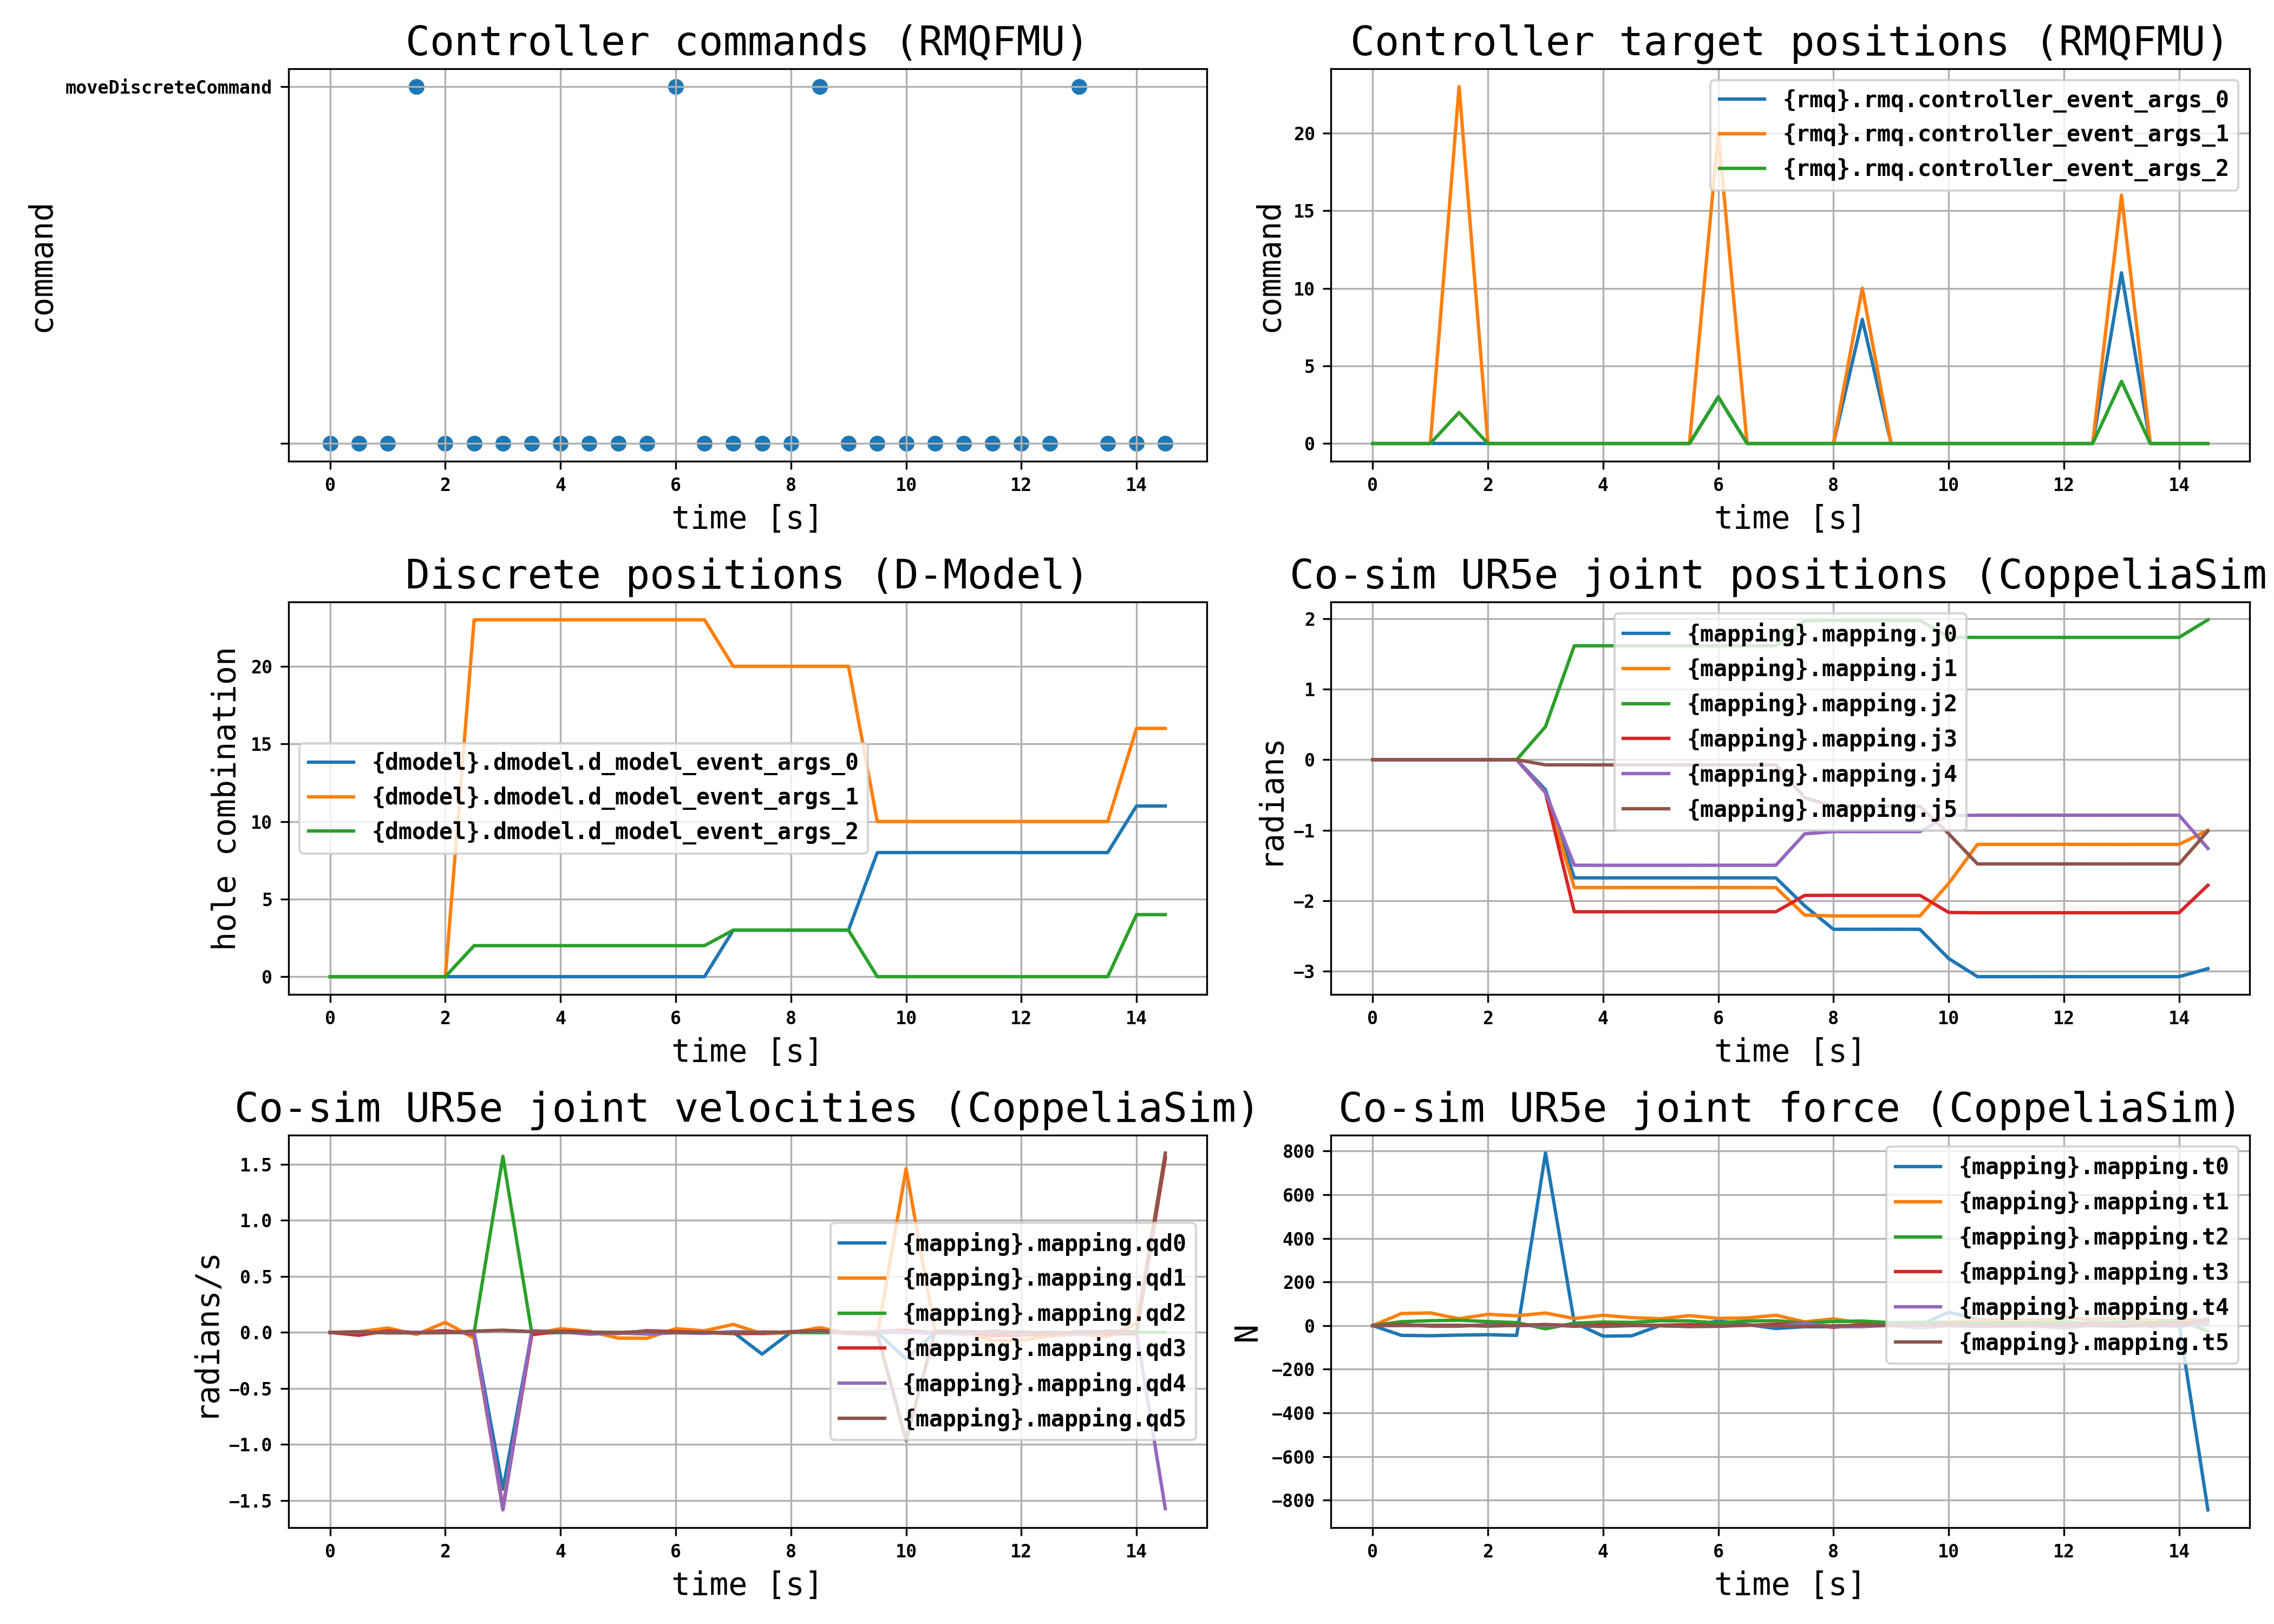 Controller commands (RMQFMU)
moveDiscreteCommand
command
0 2 4 6 8 10 12 14
time [s]
Controller target positions (RMQFMU)
{rmq}.rmq.controller_event_args_0
{rmq}.rmq.controller_event_args_1
{rmq}.rmq.controller_event_args_2
20
15
10
5
0
command
0 2 4 6 8 10 12 14
time [s]
Discrete positions (D-Model)
20
15
10
5
0
hole combination
{dmodel}.dmodel.d_model_event_args_0
{dmodel}.dmodel.d_model_event_args_1
{dmodel}.dmodel.d_model_event_args_2
0 2 4 6 8 10 12 14
time [s]
Co-sim UR5e joint positions (CoppeliaSim
2
1
0
−1
−2
−3
radians
{mapping}.mapping.j0
{mapping}.mapping.j1
{mapping}.mapping.j2
{mapping}.mapping.j3
{mapping}.mapping.j4
{mapping}.mapping.j5
0 2 4 6 8 10 12 14
time [s]
Co-sim UR5e joint velocities (CoppeliaSim)
1.5
1.0
0.5
0.0
−0.5
−1.0
−1.5
radians/s
{mapping}.mapping.qd0
{mapping}.mapping.qd1
{mapping}.mapping.qd2
{mapping}.mapping.qd3
{mapping}.mapping.qd4
{mapping}.mapping.qd5
0 2 4 6 8 10 12 14
time [s]
Co-sim UR5e joint force (CoppeliaSim)
800
600
400
200
0
−200
−400
−600
−800
N
{mapping}.mapping.t0
{mapping}.mapping.t1
{mapping}.mapping.t2
{mapping}.mapping.t3
{mapping}.mapping.t4
{mapping}.mapping.t5
0 2 4 6 8 10 12 14
time [s]